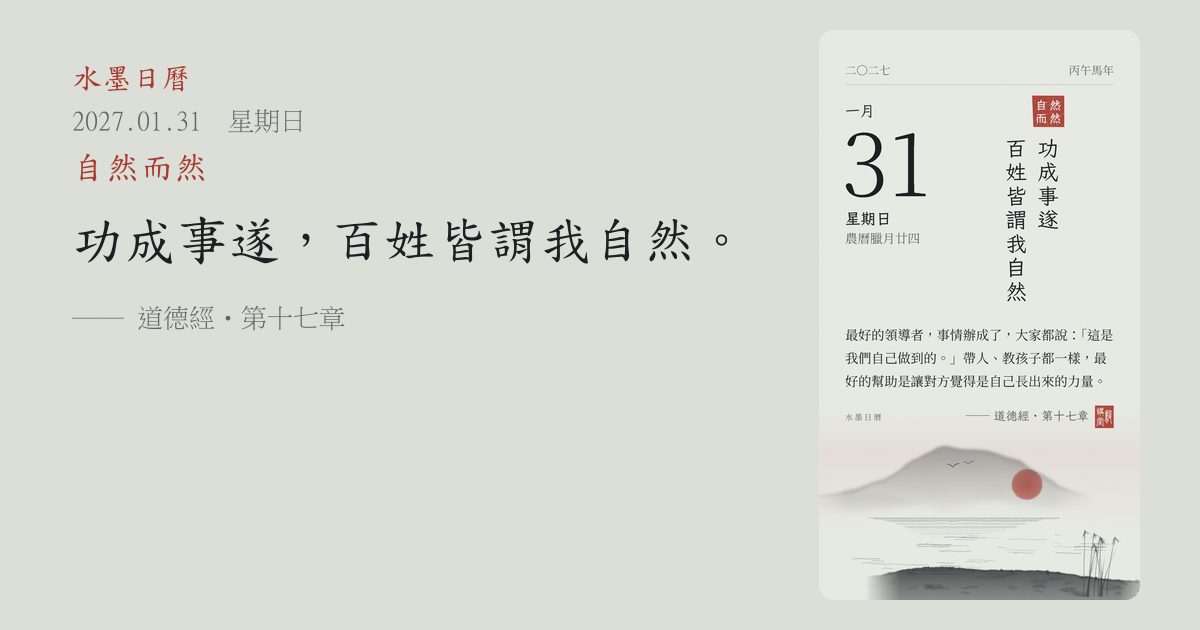 水墨日曆
2027.01.31 星期日
自然而然
功成事遂，百姓皆謂我自然。
—— 道德經・第十七章
二〇二七
丙午馬年
一月
31
星期日
農曆臘月廿四
自然
而然
功成事遂
百姓皆謂我自然
最好的領導者，事情辦成了，大家都說：「這是
我們自己做到的。」帶人、教孩子都一樣，最
好的幫助是讓對方覺得是自己長出來的力量。
水墨日曆
—— 道德經・第十七章